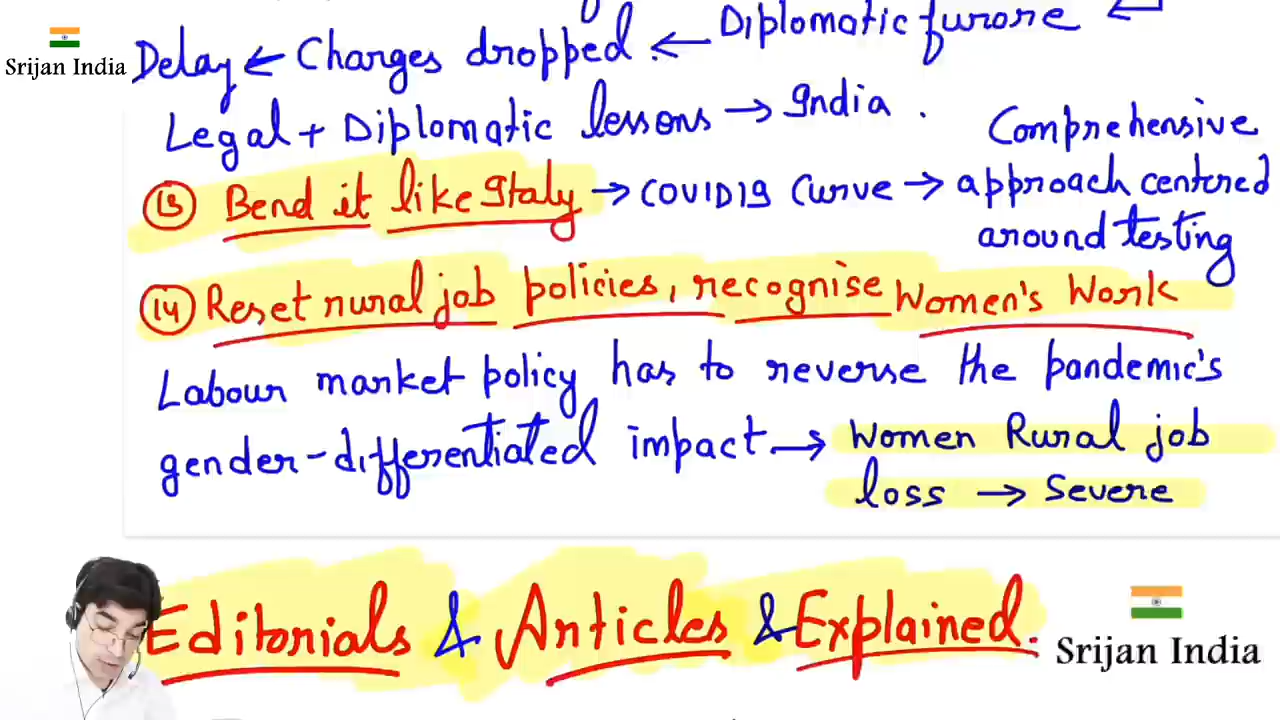 Diplomatic furore
Srijan India
Delay ← Charges dropped. ←
Legal + Diplomatic lessons → India .
Comprehensive
(13) Bend it like Italy → COVID19 Curve → approach centered
around testing
(14) Reset rural job policies, recognise Women's Work
Labour market policy has to reverse the pandemic's
gender-differentiated impact → Women Rural job
loss → Severe
Editorials & Articles & Explained.
Srijan India